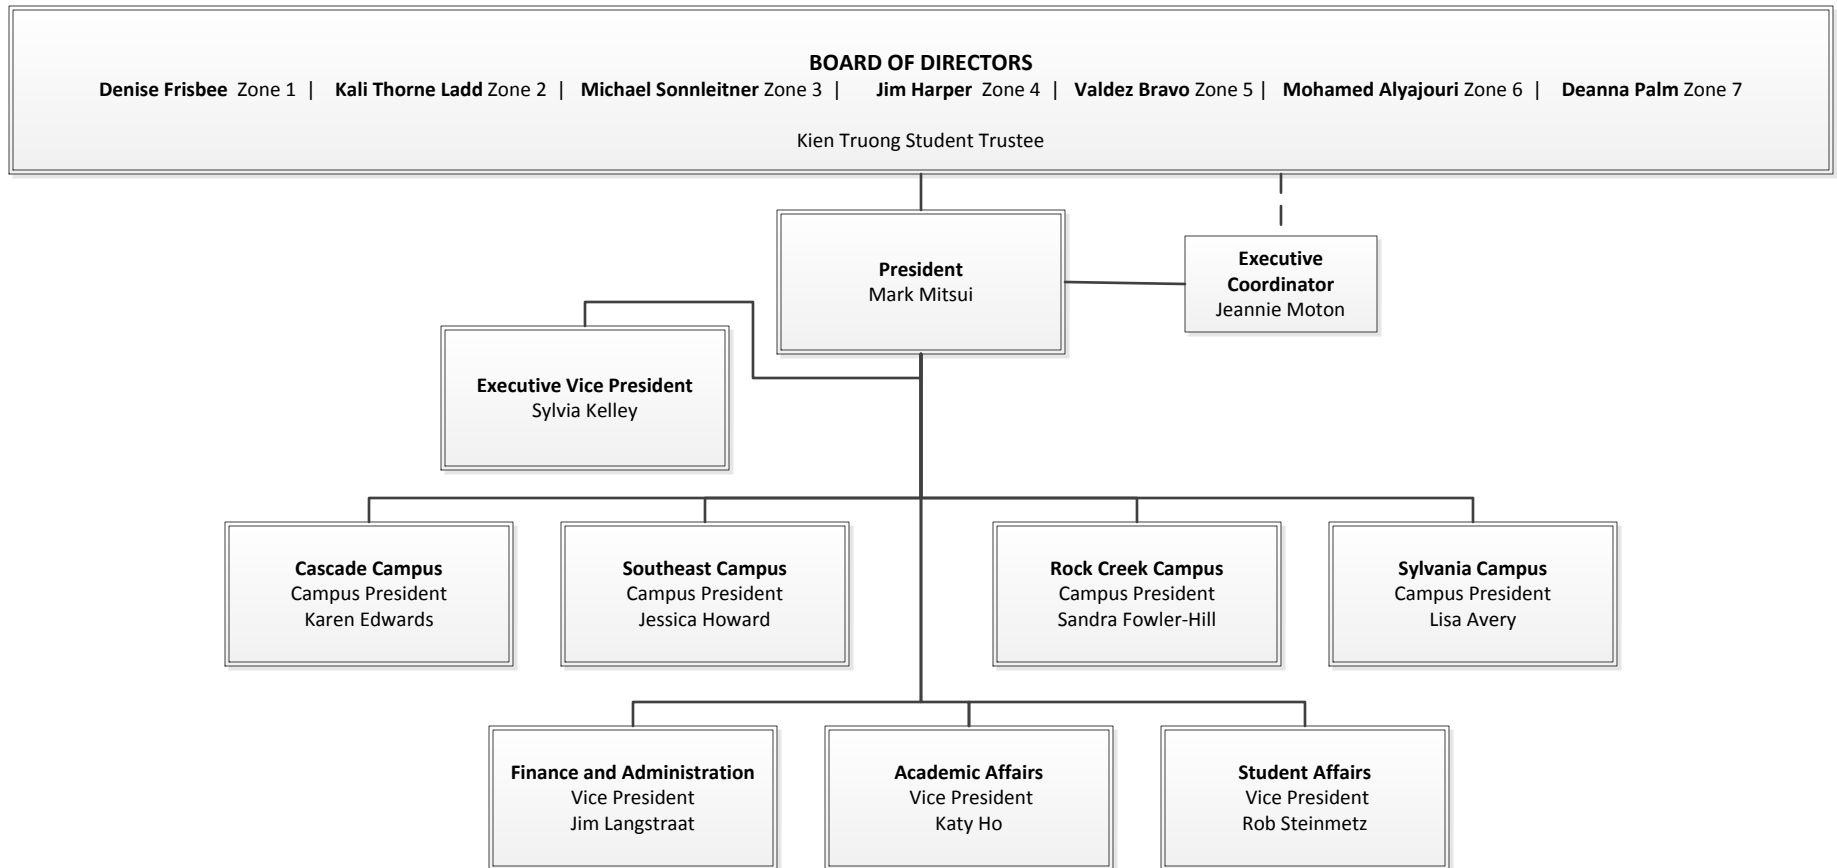 BOARD OF DIRECTORS
Denise Frisbee Zone 1 | Kali Thorne Ladd Zone 2 | Michael Sonnleitner Zone 3 | Jim Harper Zone 4 | Valdez Bravo Zone 5 | Mohamed Alyajouri Zone 6 | Deanna Palm Zone 7
Kien Truong Student Trustee
President
Mark Mitsui
Executive
Coordinator
Jeannie Moton
Executive Vice President
Sylvia Kelley
Cascade Campus
Campus President
Karen Edwards
Southeast Campus
Campus President
Jessica Howard
Rock Creek Campus
Campus President
Sandra Fowler-Hill
Sylvania Campus
Campus President
Lisa Avery
Finance and Administration
Vice President
Jim Langstraat
Academic Affairs
Vice President
Katy Ho
Student Affairs
Vice President
Rob Steinmetz